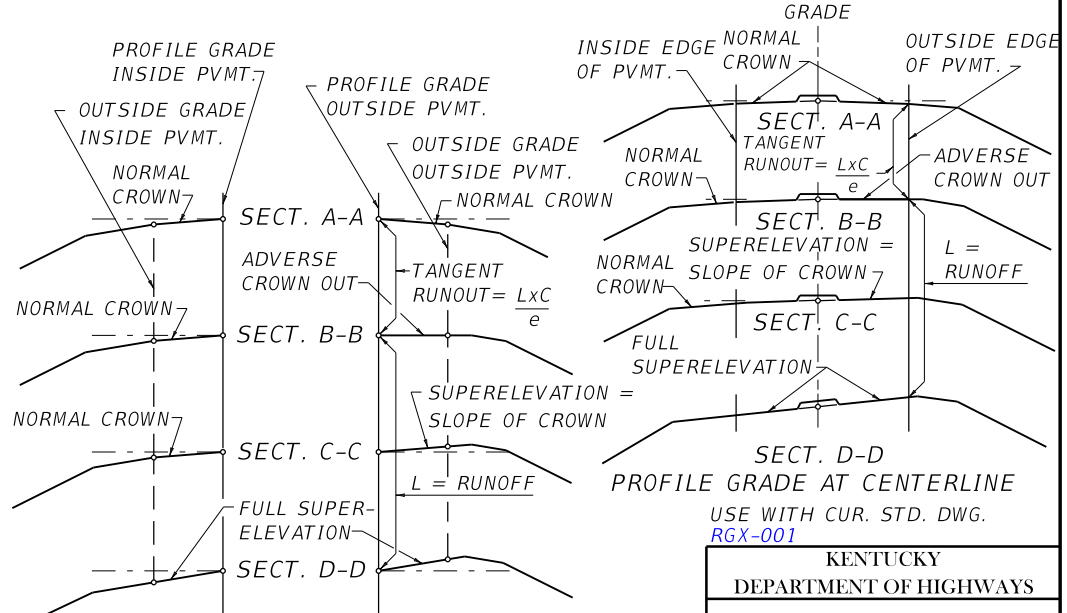 PROFILE GRADE
INSIDE PVMT.
OUTSIDE GRADE
INSIDE PVMT.
NORMAL
CROWN
PROFILE GRADE
OUTSIDE PVMT.
OUTSIDE GRADE
OUTSIDE PVMT.
NORMAL CROWN
SECT. A-A
ADVERSE
CROWN OUT
TANGENT
RUNOUT= LxC
e
NORMAL CROWN
SECT. B-B
SUPERELEVATION =
SLOPE OF CROWN
NORMAL CROWN
SECT. C-C
L = RUNOFF
FULL SUPER-
ELEVATION
SECT. D-D
GRADE
INSIDE EDGE
OF PVMT.
NORMAL
CROWN
OUTSIDE EDGE
OF PVMT.
SECT. A-A
TANGENT
RUNOUT= LxC
e
NORMAL
CROWN
ADVERSE
CROWN OUT
SECT. B-B
SUPERELEVATION =
SLOPE OF CROWN
L =
RUNOFF
NORMAL
CROWN
SECT. C-C
FULL
SUPERELEVATION
SECT. D-D
PROFILE GRADE AT CENTERLINE
USE WITH CUR. STD. DWG.
RGX-001
KENTUCKY
DEPARTMENT OF HIGHWAYS